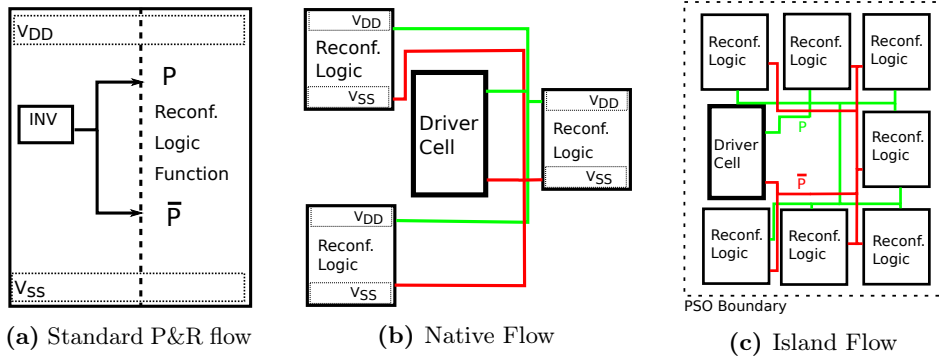 VDD
INV
P
Reconf.
Logic
Function
P̅
VSS
(a) Standard P&R flow
Reconf.
Logic
VSS
VDD
Driver
Cell
VDD
Reconf.
Logic
VSS
VDD
Reconf.
Logic
VSS
(b) Native Flow
Reconf.
Logic
Reconf.
Logic
Reconf.
Logic
Driver
Cell
P
P̅
Reconf.
Logic
Reconf.
Logic
Reconf.
Logic
Reconf.
Logic
PSO Boundary
(c) Island Flow